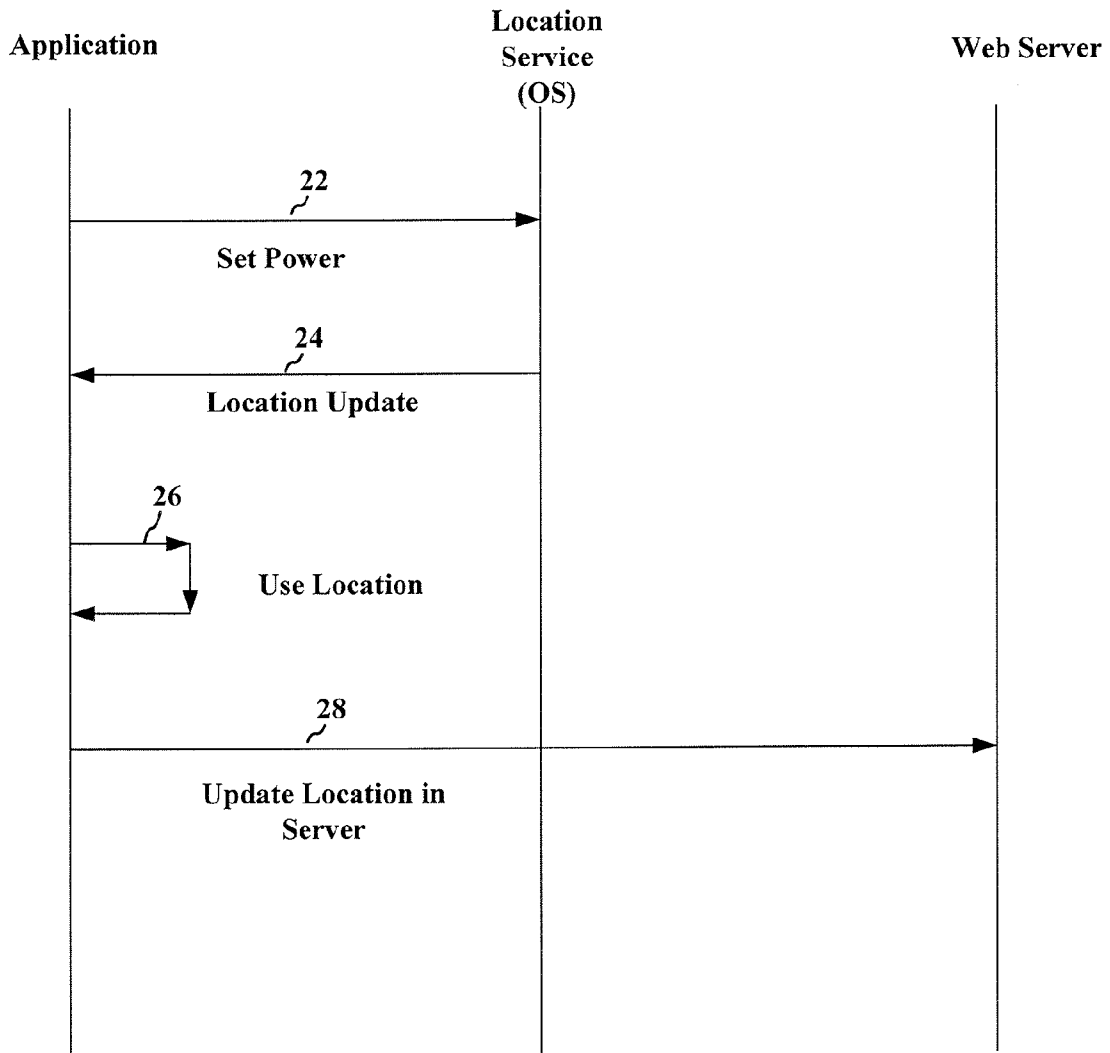 Application
Location
Service
(OS)
Web Server
22
Set Power
24
Location Update
26
Use Location
28
Update Location in
Server